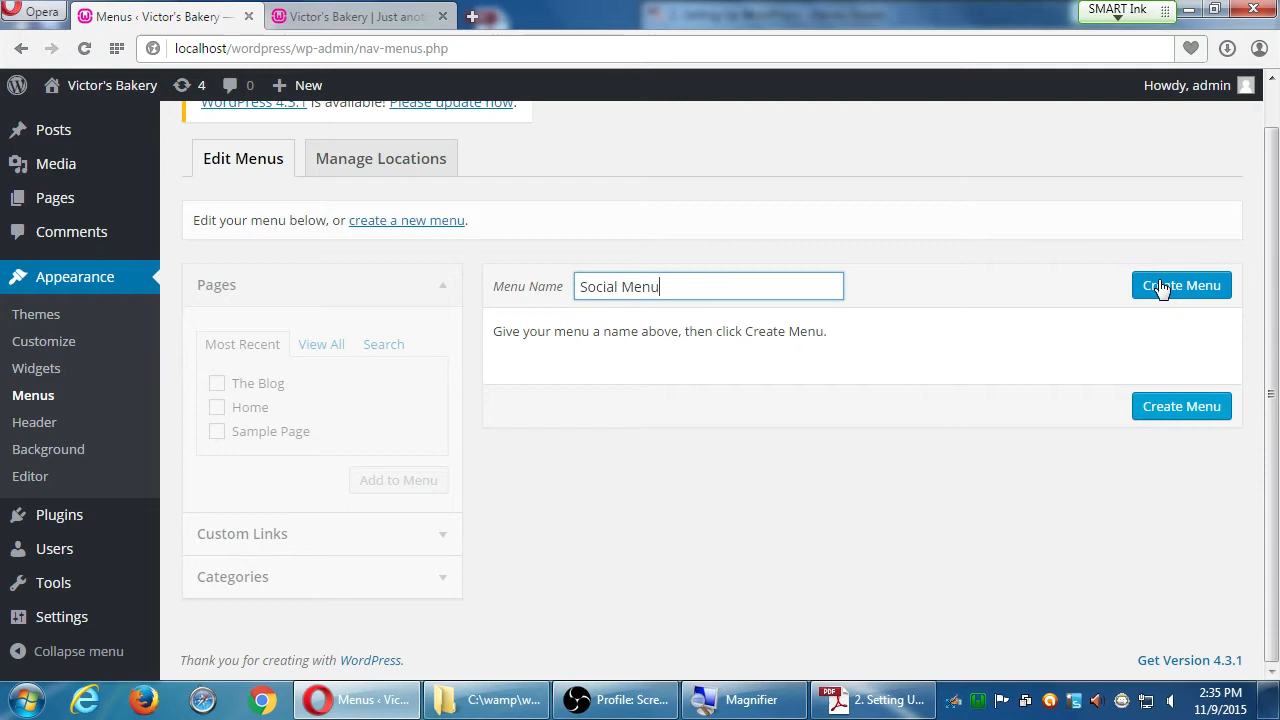 Opera
Menus ‹ Victor's Bakery —
Victor's Bakery | Just anot
SMART Ink
localhost/wordpress/wp-admin/nav-menus.php
Victor's Bakery
4
0
New
Howdy, admin
WordPress 4.3.1 is available! Please update now.
Posts
Media
Pages
Comments
Appearance
Themes
Customize
Widgets
Menus
Header
Background
Editor
Plugins
Users
Tools
Settings
Collapse menu
Edit Menus
Manage Locations
Edit your menu below, or create a new menu.
Pages
Most Recent
View All
Search
The Blog
Home
Sample Page
Add to Menu
Custom Links
Categories
Menu Name
Social Menu
Create Menu
Give your menu a name above, then click Create Menu.
Create Menu
Thank you for creating with WordPress.
Get Version 4.3.1
Menus ‹ Vic...
C:\wamp\w...
Profile: Scre...
Magnifier
2. Setting U...
2:35 PM
11/9/2015